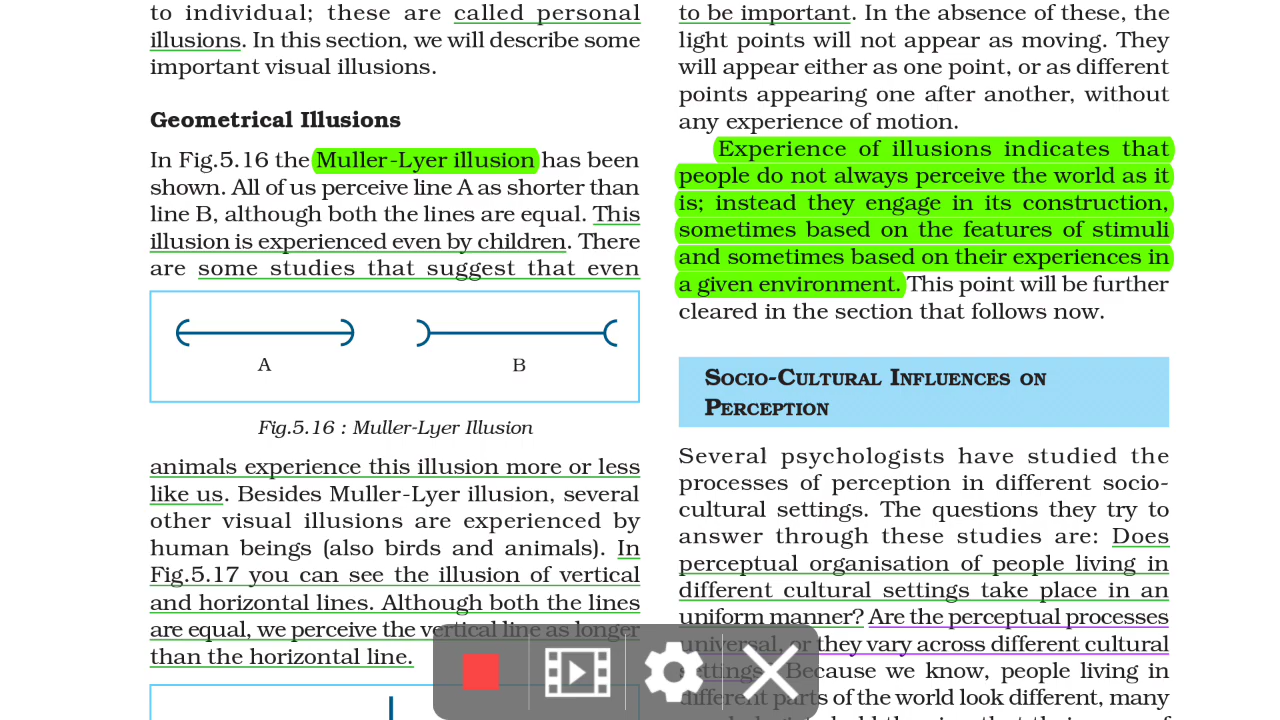 to individual; these are called personal
illusions. In this section, we will describe some
important visual illusions.
Geometrical Illusions
In Fig.5.16 the Muller-Lyer illusion has been
shown. All of us perceive line A as shorter than
line B, although both the lines are equal. This
illusion is experienced even by children. There
are some studies that suggest that even
A B
Fig.5.16 : Muller-Lyer Illusion
animals experience this illusion more or less
like us. Besides Muller-Lyer illusion, several
other visual illusions are experienced by
human beings (also birds and animals). In
Fig.5.17 you can see the illusion of vertical
and horizontal lines. Although both the lines
are equal, we perceive the vertical line as longer
than the horizontal line.
to be important. In the absence of these, the
light points will not appear as moving. They
will appear either as one point, or as different
points appearing one after another, without
any experience of motion.
Experience of illusions indicates that
people do not always perceive the world as it
is; instead they engage in its construction,
sometimes based on the features of stimuli
and sometimes based on their experiences in
a given environment. This point will be further
cleared in the section that follows now.
Socio-Cultural Influences on
Perception
Several psychologists have studied the
processes of perception in different socio-
cultural settings. The questions they try to
answer through these studies are: Does
perceptual organisation of people living in
different cultural settings take place in an
uniform manner? Are the perceptual processes
universal, or they vary across different cultural
settings? Because we know, people living in
different parts of the world look different, many